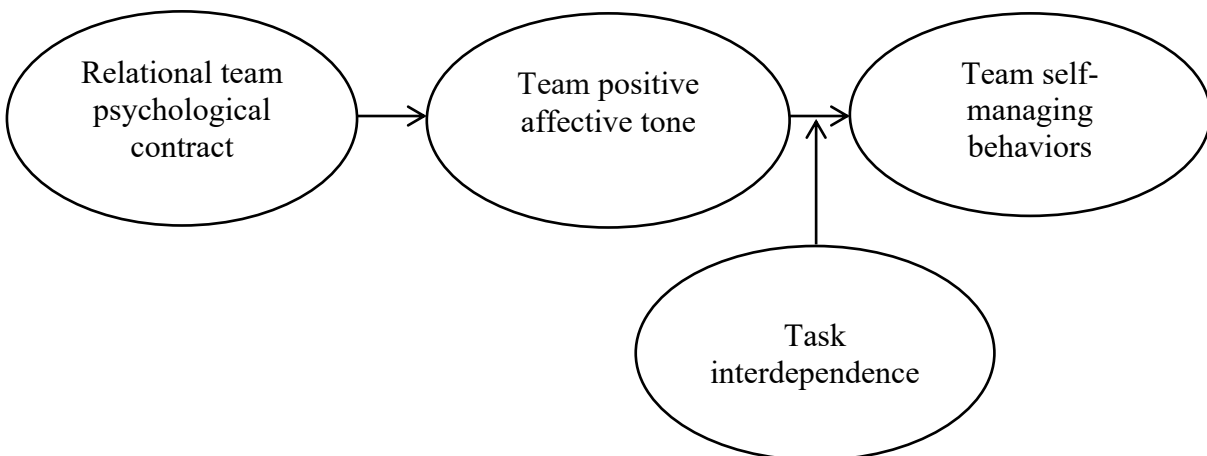 Relational team
psychological
contract
Team positive
affective tone
Team self-
managing
behaviors
Task
interdependence